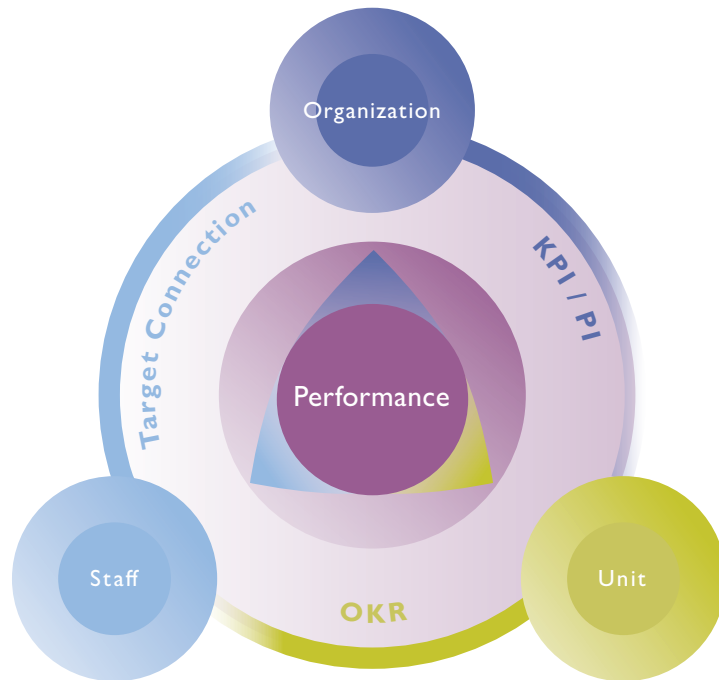 Organization
Target Connection
KPI / PI
Performance
Staff
Unit
OKR